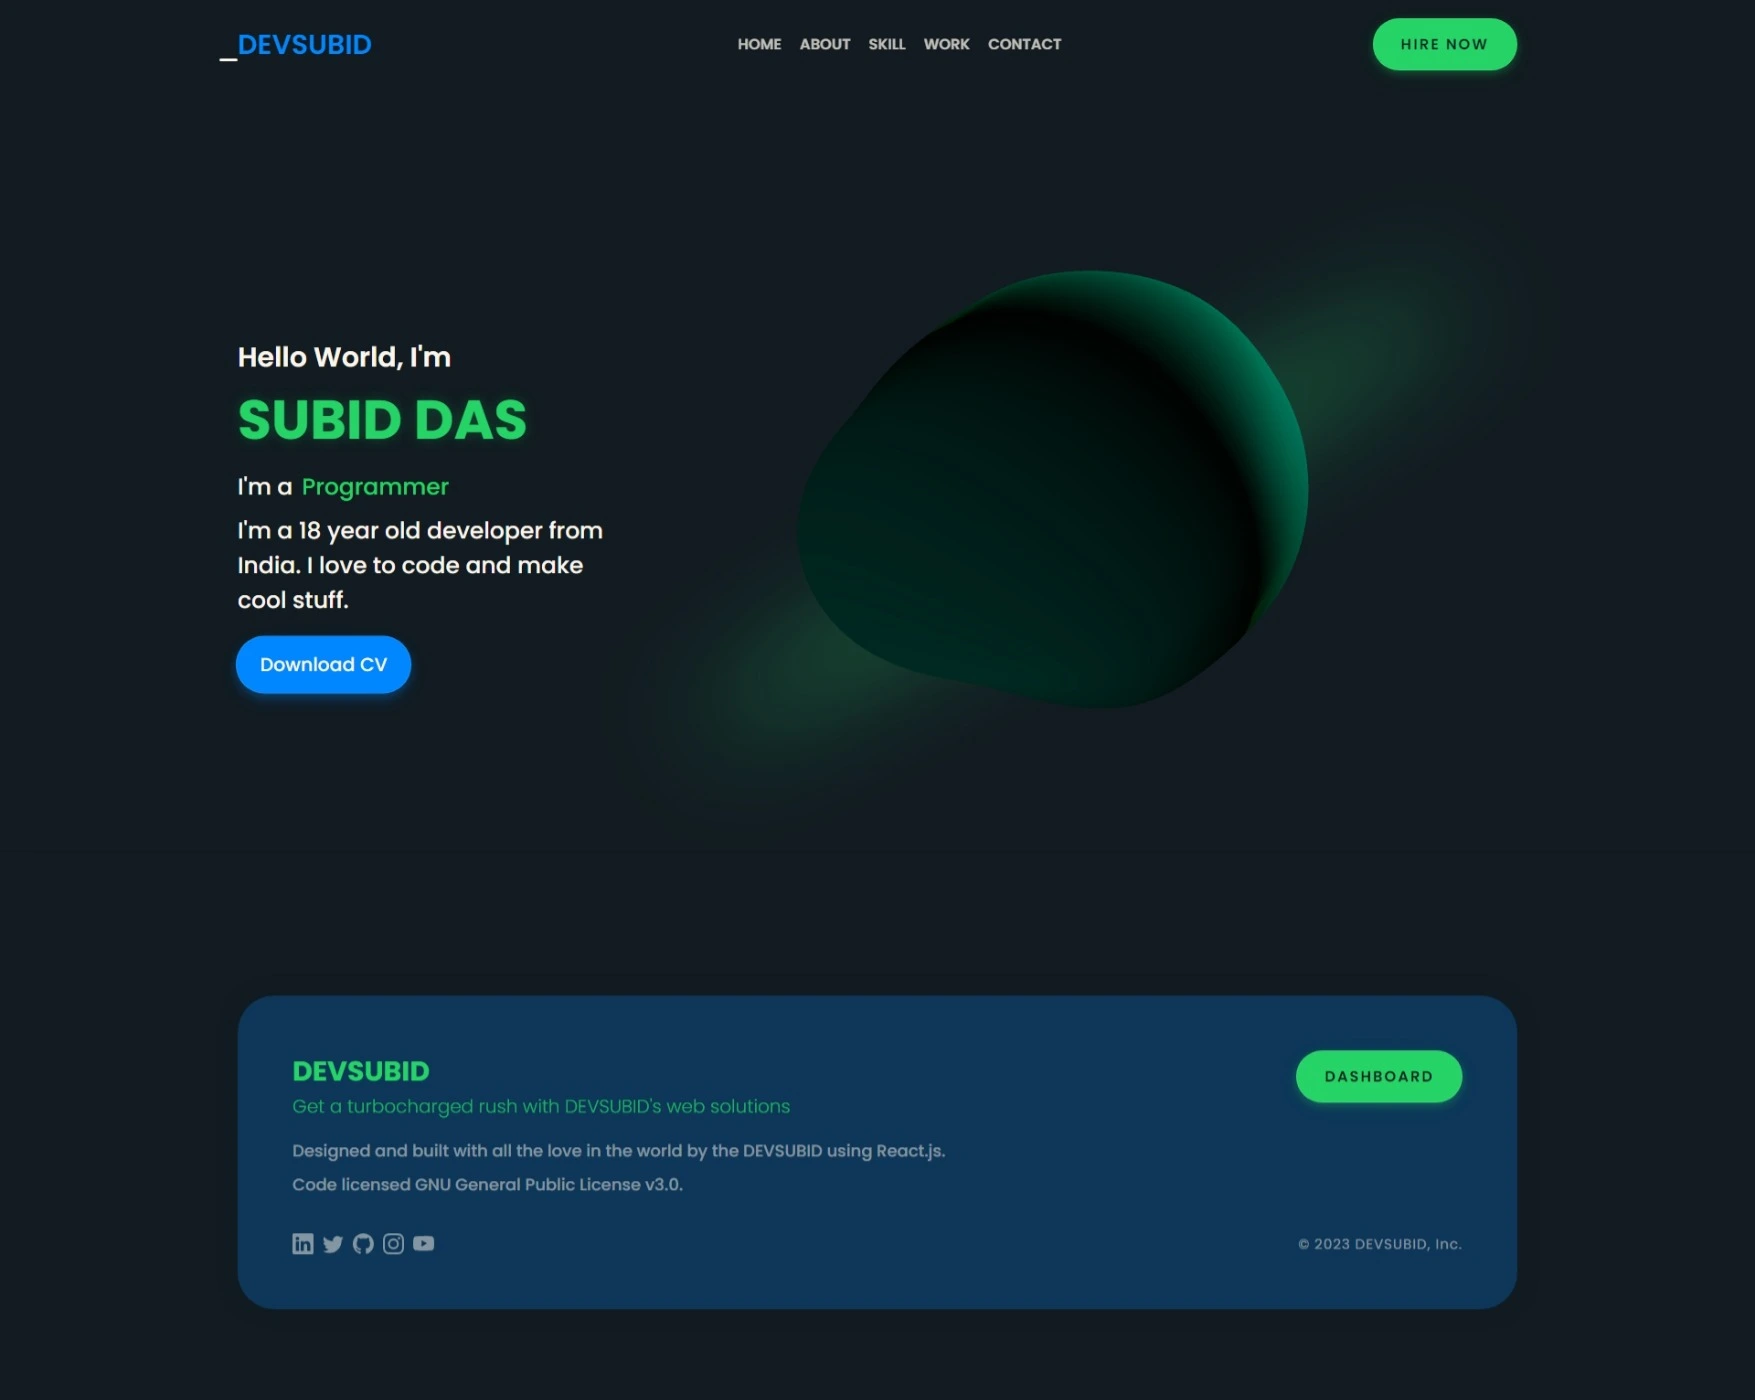 _DEVSUBID
HOME ABOUT SKILL WORK CONTACT
HIRE NOW
Hello World, I'm
SUBID DAS
I'm a Programmer
I'm a 18 year old developer from
India. I love to code and make
cool stuff.
Download CV
DEVSUBID
Get a turbocharged rush with DEVSUBID's web solutions
DASHBOARD
Designed and built with all the love in the world by the DEVSUBID using React.js.
Code licensed GNU General Public License v3.0.
© 2023 DEVSUBID, Inc.